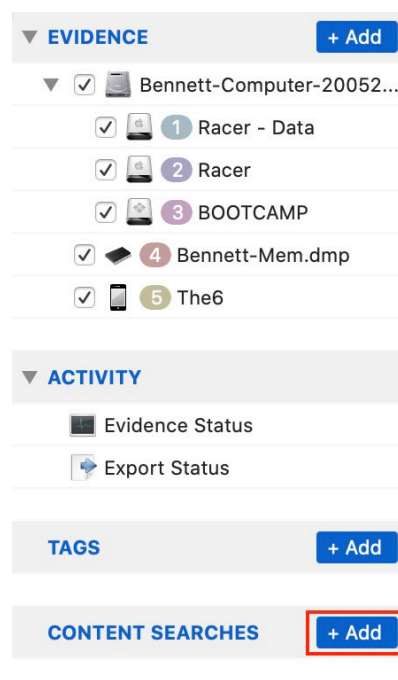 EVIDENCE + Add
Bennett-Computer-20052...
1 Racer - Data
2 Racer
3 BOOTCAMP
4 Bennett-Mem.dmp
5 The6
ACTIVITY
Evidence Status
Export Status
TAGS + Add
CONTENT SEARCHES + Add